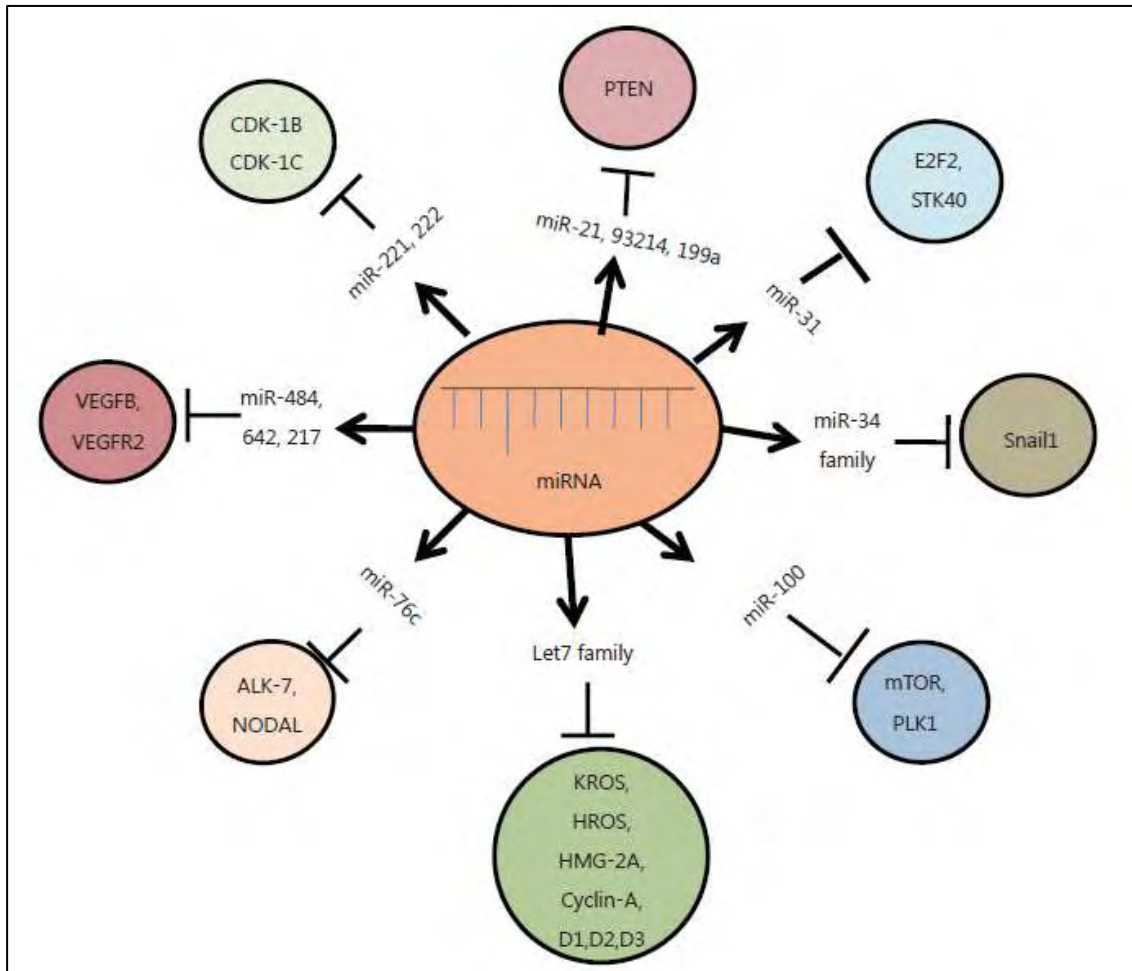 PTEN
CDK-1B
CDK-1C
E2F2,
STK40
miR-21, 93214, 199a
miR-221, 222
miR-31
VEGFB,
VEGFR2
miR-484,
642, 217
miRNA
miR-34
family
Snail1
miR-76c
miR-100
Let7 family
ALK-7,
NODAL
mTOR,
PLK1
KROS,
HROS,
HMG-2A,
Cyclin-A,
D1,D2,D3